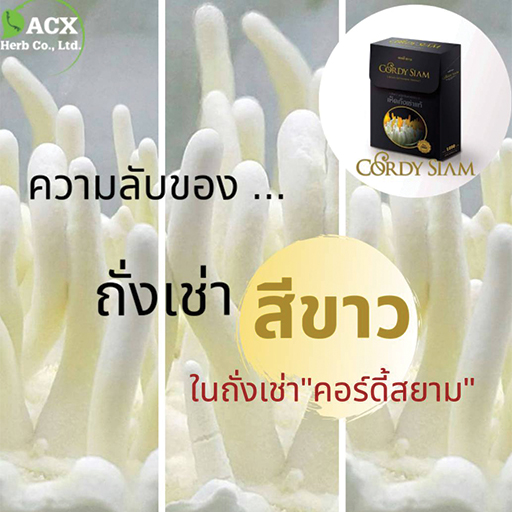 ACX
Herb Co., Ltd.
CORDY SIAM
CORDY SIAM
ความลับของ ...
ถั่งเช่า
สีขาว
ในถั่งเช่า"คอร์ดี้สยาม"